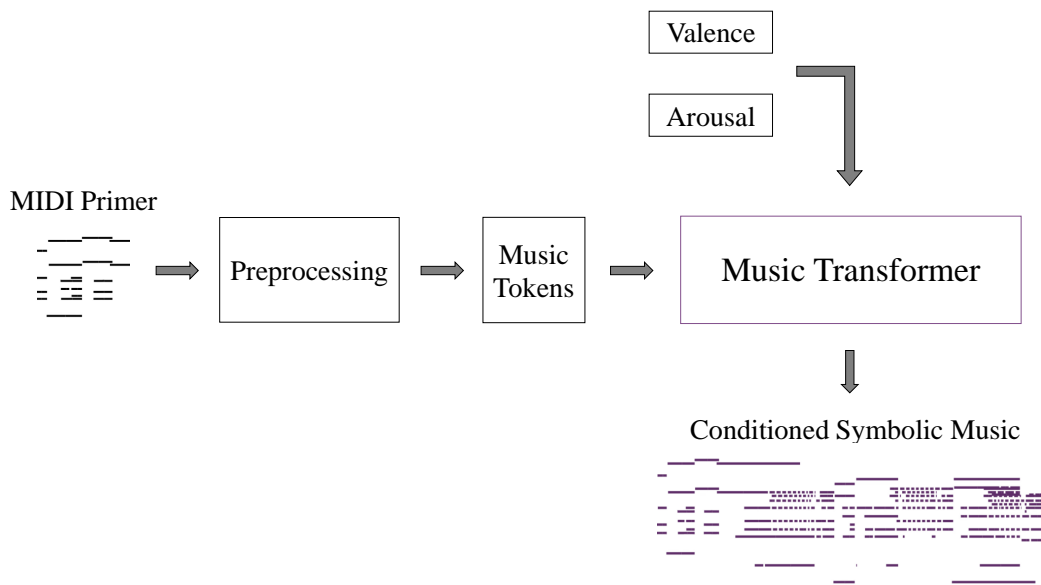 Valence
Arousal
MIDI Primer
Preprocessing
Music
Tokens
Music Transformer
Conditioned Symbolic Music